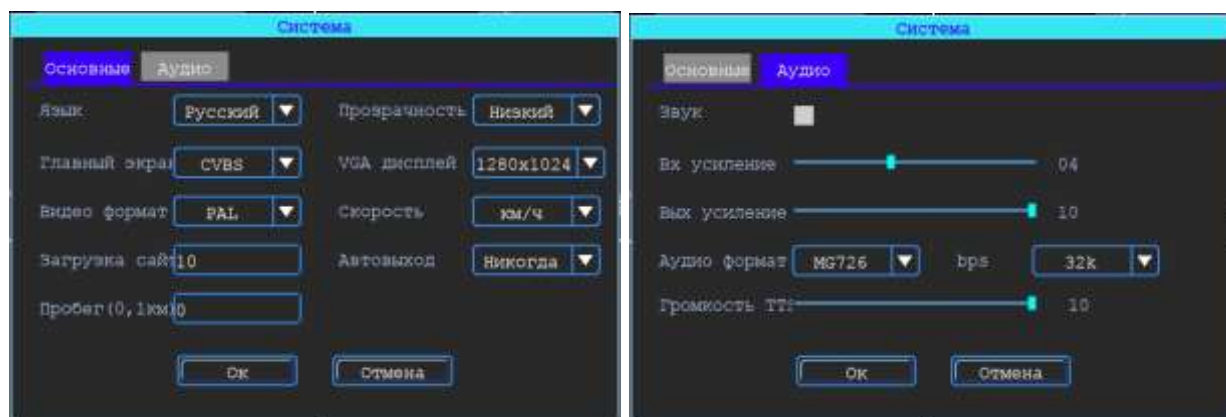 Система
Основные Аудио
Язык Русский Прозрачность Низкий
Главный экран CVBS VGA дисплей 1280x1024
Видео формат PAL Скорость км/ч
Загрузка сайт 10 Автовыход Никогда
Пробег(0,1км) 0
Ок Отмена
Система
Основные Аудио
Звук
Вх усиление 04
Вых усиление 10
Аудио формат MG726 bps 32k
Громкость TTS 10
Ок Отмена